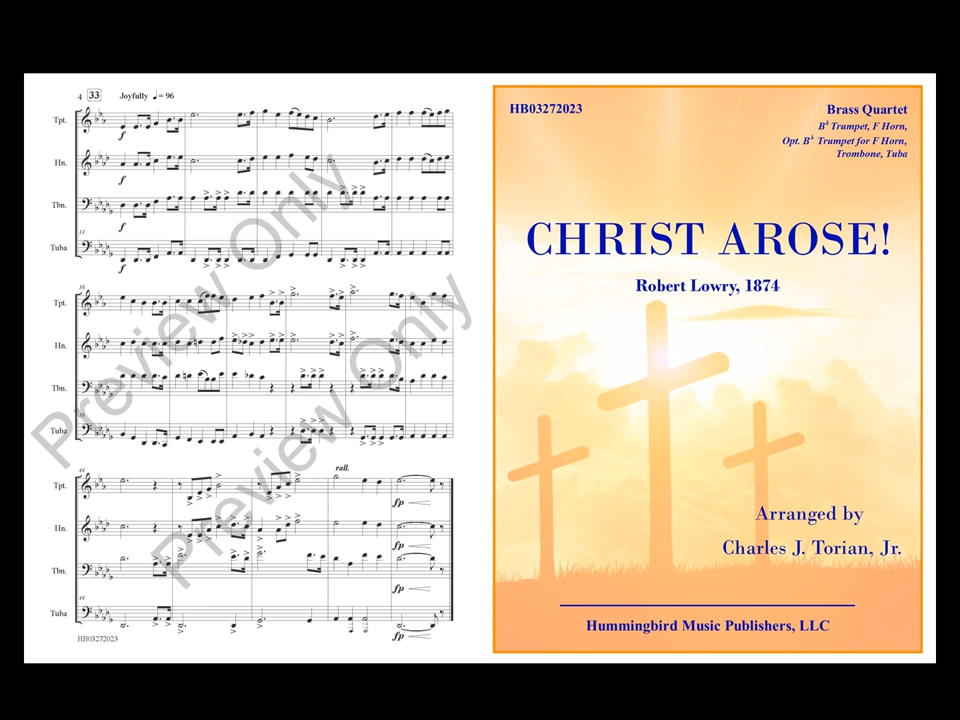 4 33 Joyfully ♩= 96
Tpt.
f
Hn.
f
Tbn.
f
33
Tuba
f
38
Tpt.
Hn.
Tbn.
Tuba
44
rall.
Tpt.
fp
Hn.
fp
Tbn.
fp
44
Tuba
fp
HB03272023
Preview Only
Preview Only
HB03272023
Brass Quartet
B♭ Trumpet, F Horn,
Opt. B♭ Trumpet for F Horn,
Trombone, Tuba
CHRIST AROSE!
Robert Lowry, 1874
Arranged by
Charles J. Torian, Jr.
Hummingbird Music Publishers, LLC